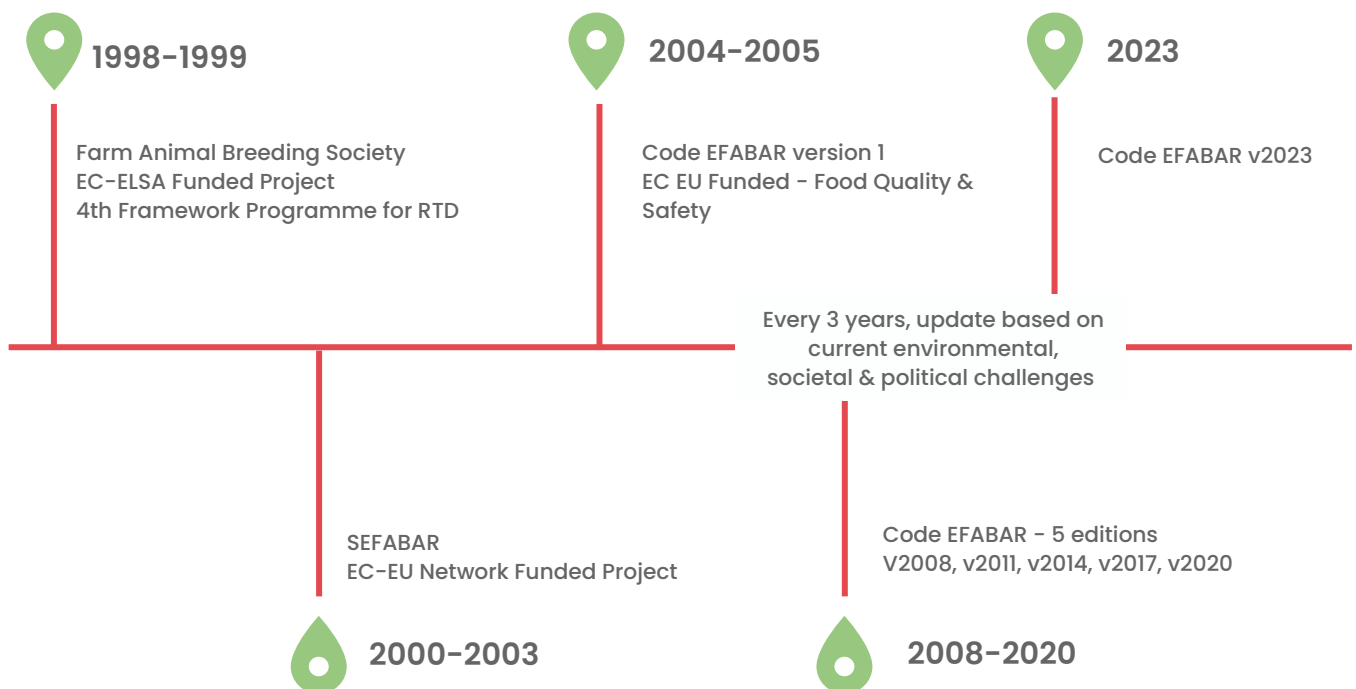 1998-1999
Farm Animal Breeding Society
EC-ELSA Funded Project
4th Framework Programme for RTD
2004-2005
Code EFABAR version 1
EC EU Funded - Food Quality &
Safety
2023
Code EFABAR v2023
Every 3 years, update based on
current environmental,
societal & political challenges
SEFABAR
EC-EU Network Funded Project
2000-2003
Code EFABAR - 5 editions
V2008, v2011, v2014, v2017, v2020
2008-2020